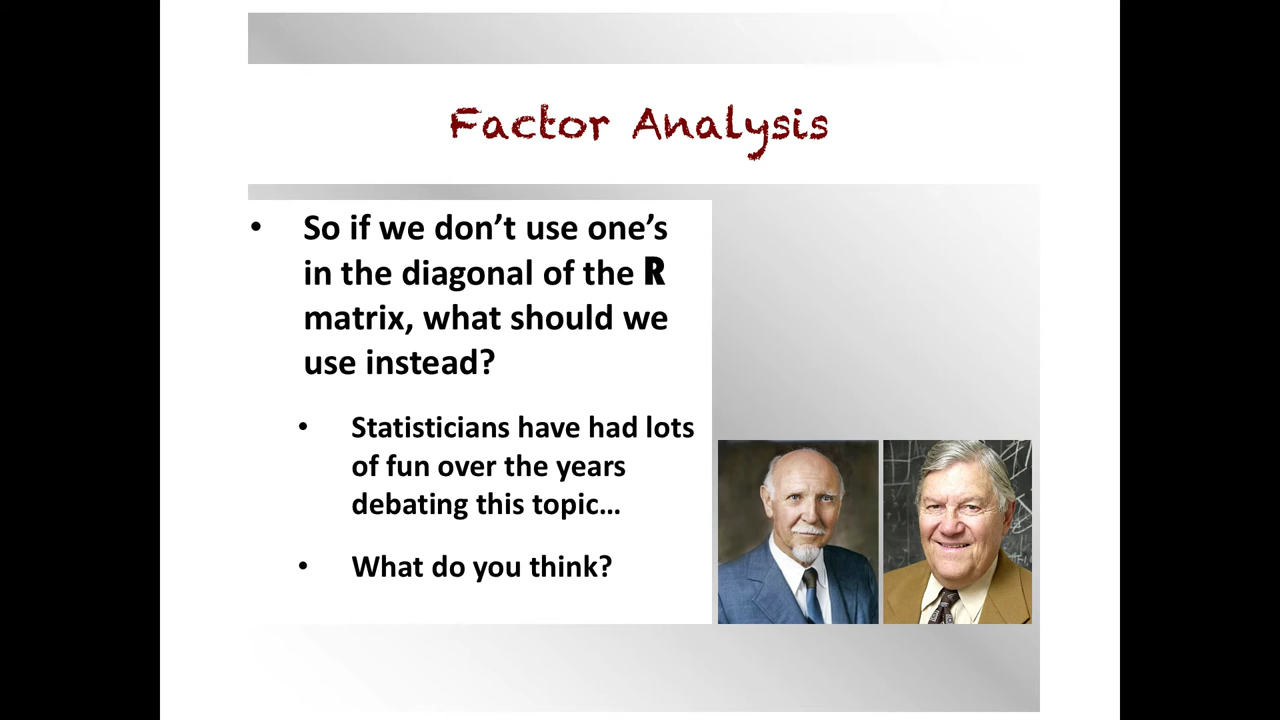 Factor Analysis
• So if we don’t use one’s
in the diagonal of the R
matrix, what should we
use instead?
• Statisticians have had lots
of fun over the years
debating this topic…
• What do you think?